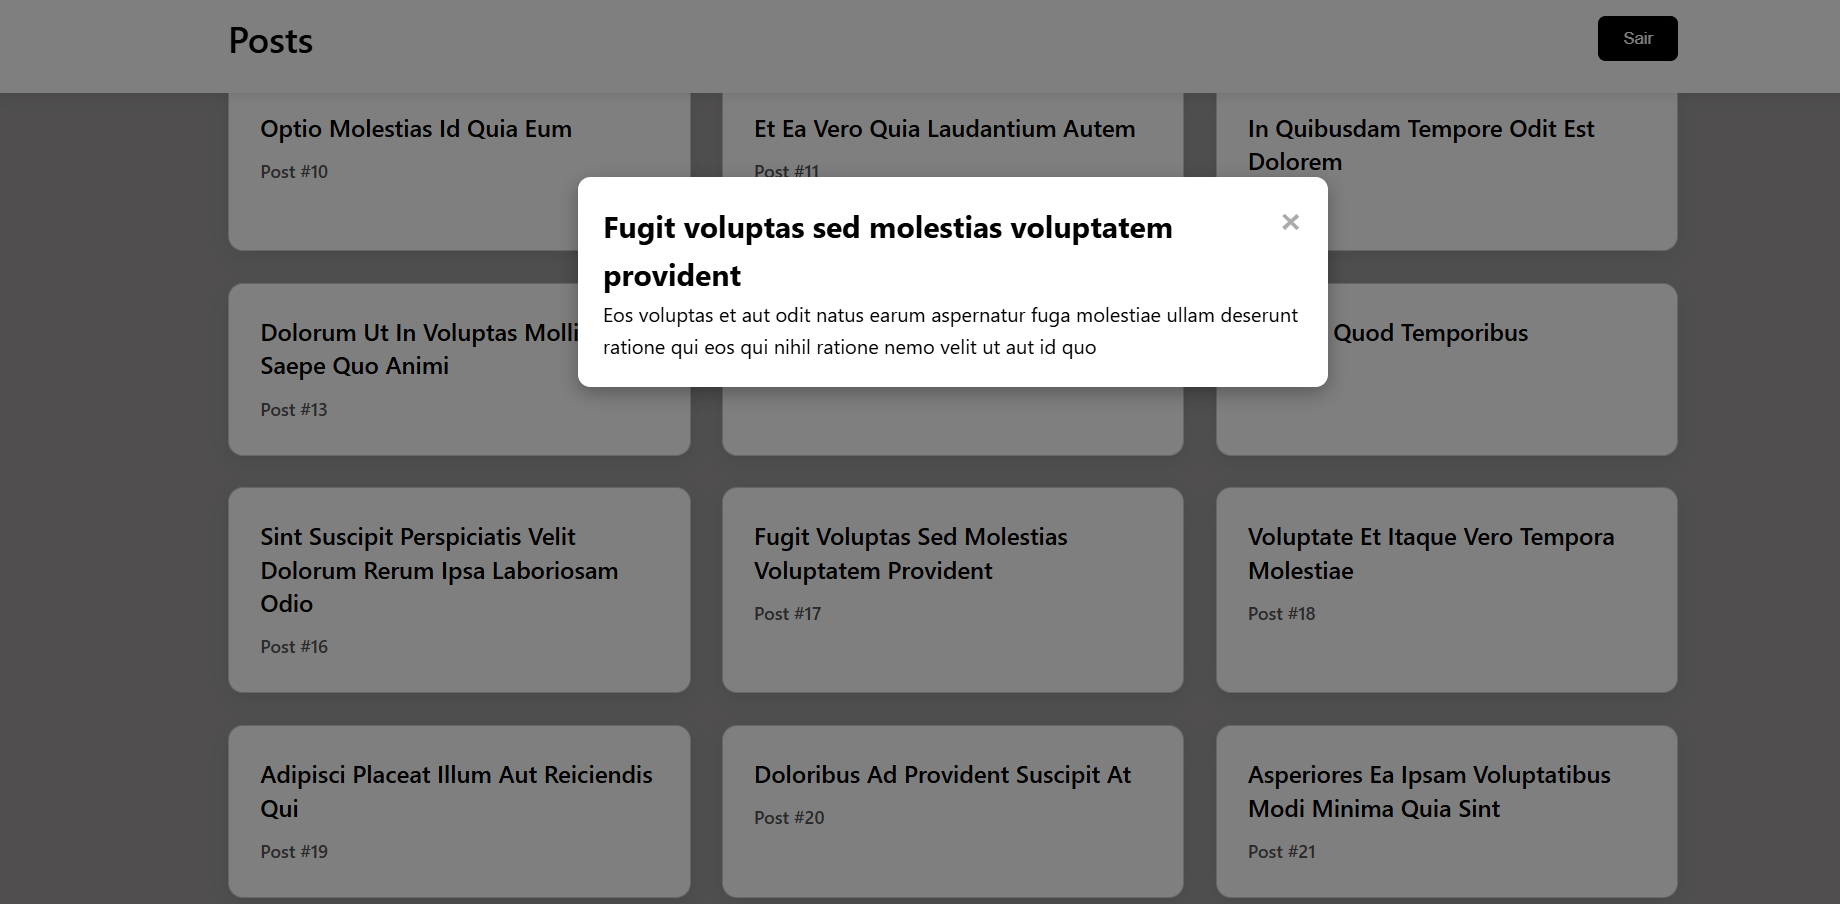 Posts
Sair
Optio Molestias Id Quia Eum
Post #10
Et Ea Vero Quia Laudantium Autem
Post #11
In Quibusdam Tempore Odit Est
Dolorem
Fugit voluptas sed molestias voluptatem
provident
×
Eos voluptas et aut odit natus earum aspernatur fuga molestiae ullam deserunt
ratione qui eos qui nihil ratione nemo velit ut aut id quo
Dolorum Ut In Voluptas Molli
Saepe Quo Animi
Post #13
Quod Temporibus
Sint Suscipit Perspiciatis Velit
Dolorum Rerum Ipsa Laboriosam
Odio
Post #16
Fugit Voluptas Sed Molestias
Voluptatem Provident
Post #17
Voluptate Et Itaque Vero Tempora
Molestiae
Post #18
Adipisci Placeat Illum Aut Reiciendis
Qui
Post #19
Doloribus Ad Provident Suscipit At
Post #20
Asperiores Ea Ipsam Voluptatibus
Modi Minima Quia Sint
Post #21